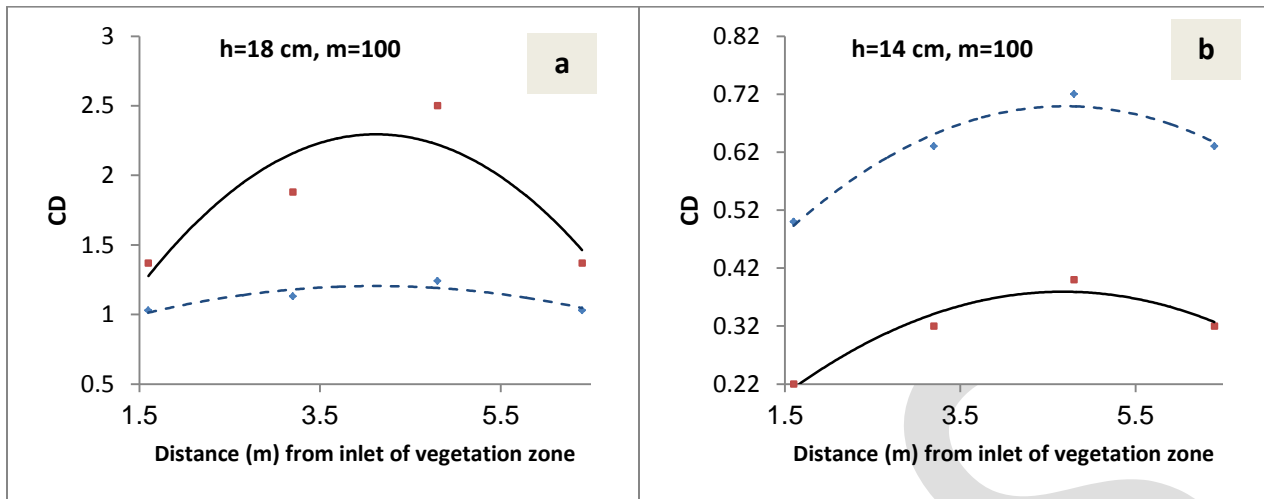 h=18 cm, m=100
a
3
2.5
2
1.5
1
0.5
CD
1.5 3.5 5.5
Distance (m) from inlet of vegetation zone
h=14 cm, m=100
b
0.82
0.72
0.62
0.52
0.42
0.32
0.22
CD
1.5 3.5 5.5
Distance (m) from inlet of vegetation zone